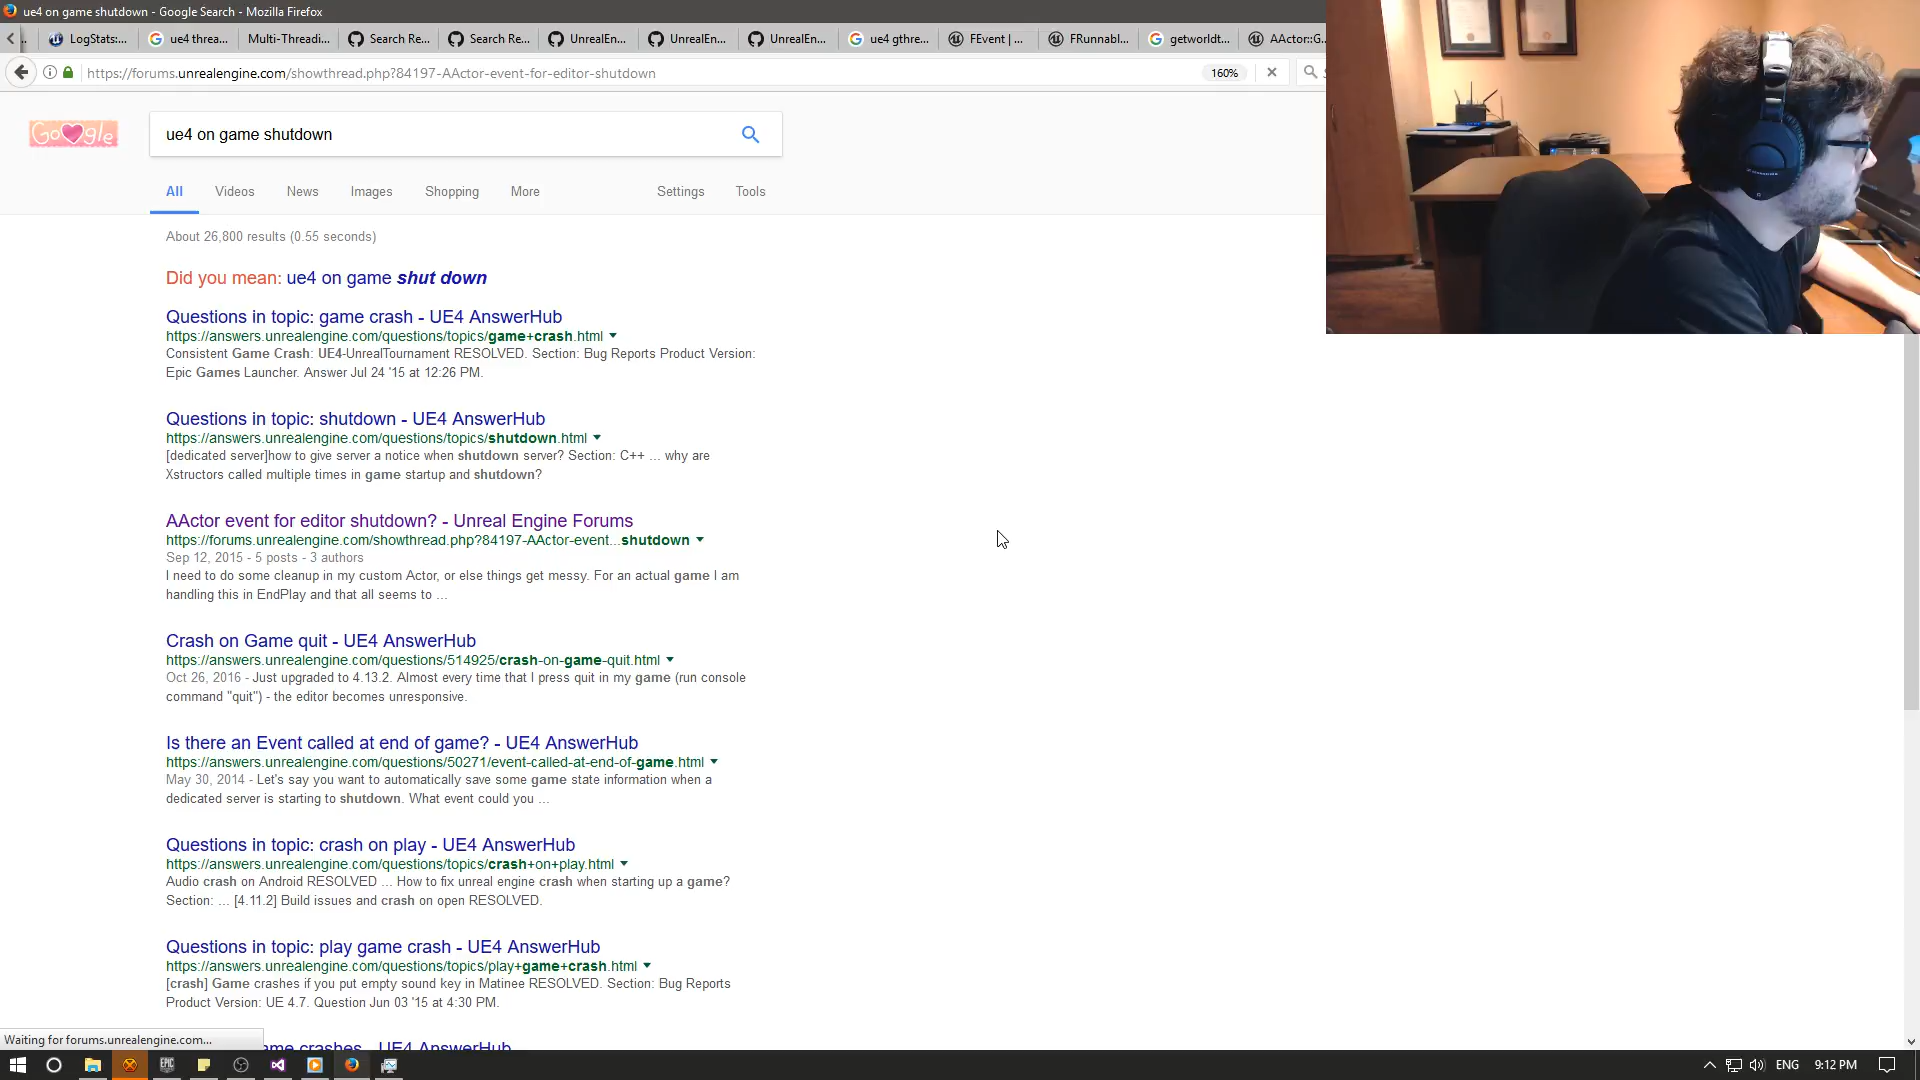 ue4 on game shutdown - Google Search - Mozilla Firefox
LogStats:...
ue4 threa...
Multi-Threadi...
Search Re...
Search Re...
UnrealEn...
UnrealEn...
UnrealEn...
ue4 gthre...
FEvent | ...
FRunnabl...
getworldt...
AActor::G...
https://forums.unrealengine.com/showthread.php?84197-AActor-event-for-editor-shutdown
160%
Google
ue4 on game shutdown
All
Videos
News
Images
Shopping
More
Settings
Tools
About 26,800 results (0.55 seconds)
Did you mean: ue4 on game shut down
Questions in topic: game crash - UE4 AnswerHub
https://answers.unrealengine.com/questions/topics/game+crash.html
Consistent Game Crash: UE4-UnrealTournament RESOLVED. Section: Bug Reports Product Version:
Epic Games Launcher. Answer Jul 24 '15 at 12:26 PM.
Questions in topic: shutdown - UE4 AnswerHub
https://answers.unrealengine.com/questions/topics/shutdown.html
[dedicated server]how to give server a notice when shutdown server? Section: C++ ... why are
Xstructors called multiple times in game startup and shutdown?
AActor event for editor shutdown? - Unreal Engine Forums
https://forums.unrealengine.com/showthread.php?84197-AActor-event...shutdown
Sep 12, 2015 - 5 posts - 3 authors
I need to do some cleanup in my custom Actor, or else things get messy. For an actual game I am
handling this in EndPlay and that all seems to ...
Crash on Game quit - UE4 AnswerHub
https://answers.unrealengine.com/questions/514925/crash-on-game-quit.html
Oct 26, 2016 - Just upgraded to 4.13.2. Almost every time that I press quit in my game (run console
command "quit") - the editor becomes unresponsive.
Is there an Event called at end of game? - UE4 AnswerHub
https://answers.unrealengine.com/questions/50271/event-called-at-end-of-game.html
May 30, 2014 - Let's say you want to automatically save some game state information when a
dedicated server is starting to shutdown. What event could you ...
Questions in topic: crash on play - UE4 AnswerHub
https://answers.unrealengine.com/questions/topics/crash+on+play.html
Audio crash on Android RESOLVED ... How to fix unreal engine crash when starting up a game?
Section: ... [4.11.2] Build issues and crash on open RESOLVED.
Questions in topic: play game crash - UE4 AnswerHub
https://answers.unrealengine.com/questions/topics/play+game+crash.html
[crash] Game crashes if you put empty sound key in Matinee RESOLVED. Section: Bug Reports
Product Version: UE 4.7. Question Jun 03 '15 at 4:30 PM.
Waiting for forums.unrealengine.com...
crashes - UE4 AnswerHub
EPIC
ENG
9:12 PM